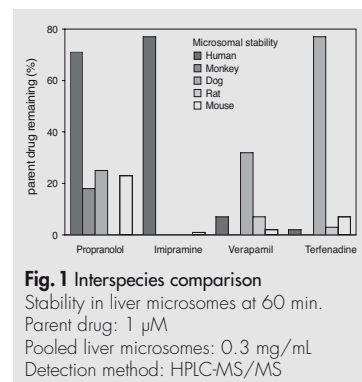 80
60
40
20
0
parent drug remaining (%)
Microsomal stability
Human
Monkey
Dog
Rat
Mouse
Propranolol Imipramine Verapamil Terfenadine
Fig. 1 Interspecies comparison
Stability in liver microsomes at 60 min.
Parent drug: 1 µM
Pooled liver microsomes: 0.3 mg/mL
Detection method: HPLC-MS/MS